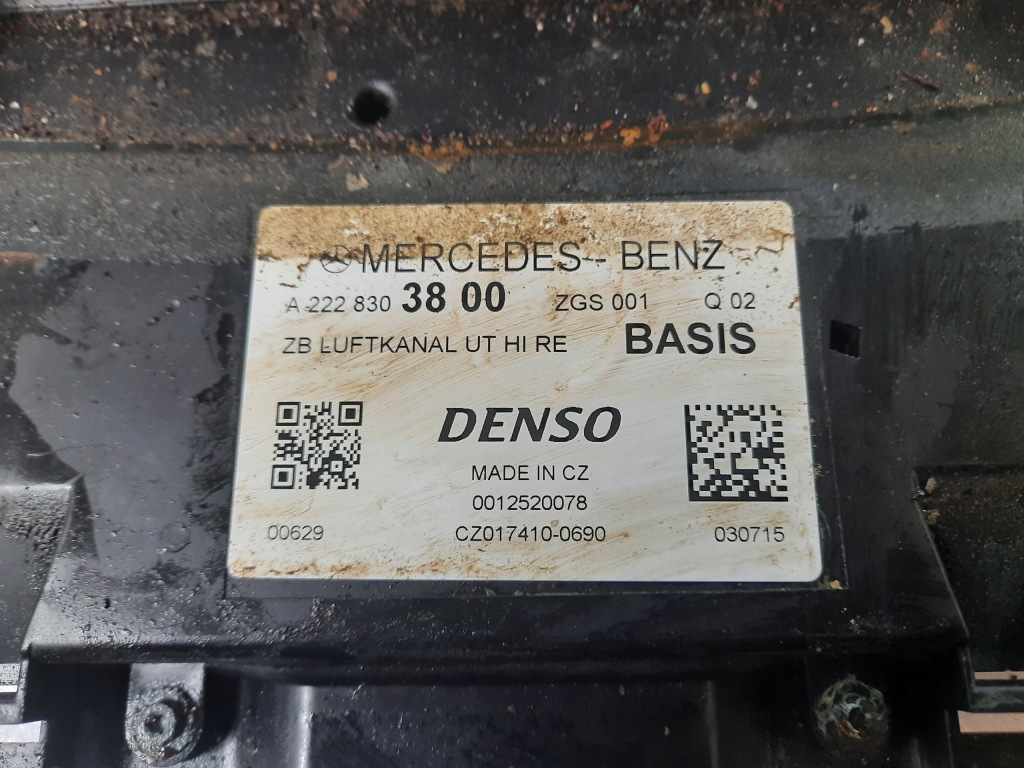 MERCEDES-BENZ
A 222 830 38 00 ZGS 001 Q 02
ZB LUFTKANAL UT HI RE BASIS
DENSO
MADE IN CZ
0012520078
00629 CZ017410-0690 030715